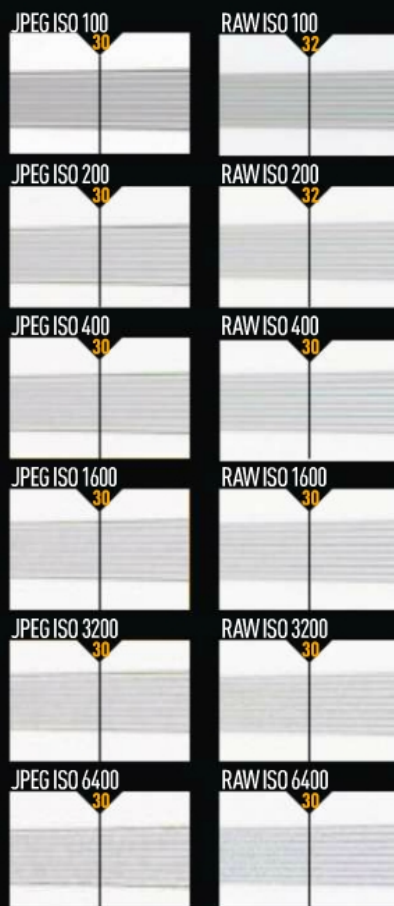 JPEG ISO 100
30
RAW ISO 100
32
JPEG ISO 200
30
RAW ISO 200
32
JPEG ISO 400
30
RAW ISO 400
30
JPEG ISO 1600
30
RAW ISO 1600
30
JPEG ISO 3200
30
RAW ISO 3200
30
JPEG ISO 6400
30
RAW ISO 6400
30